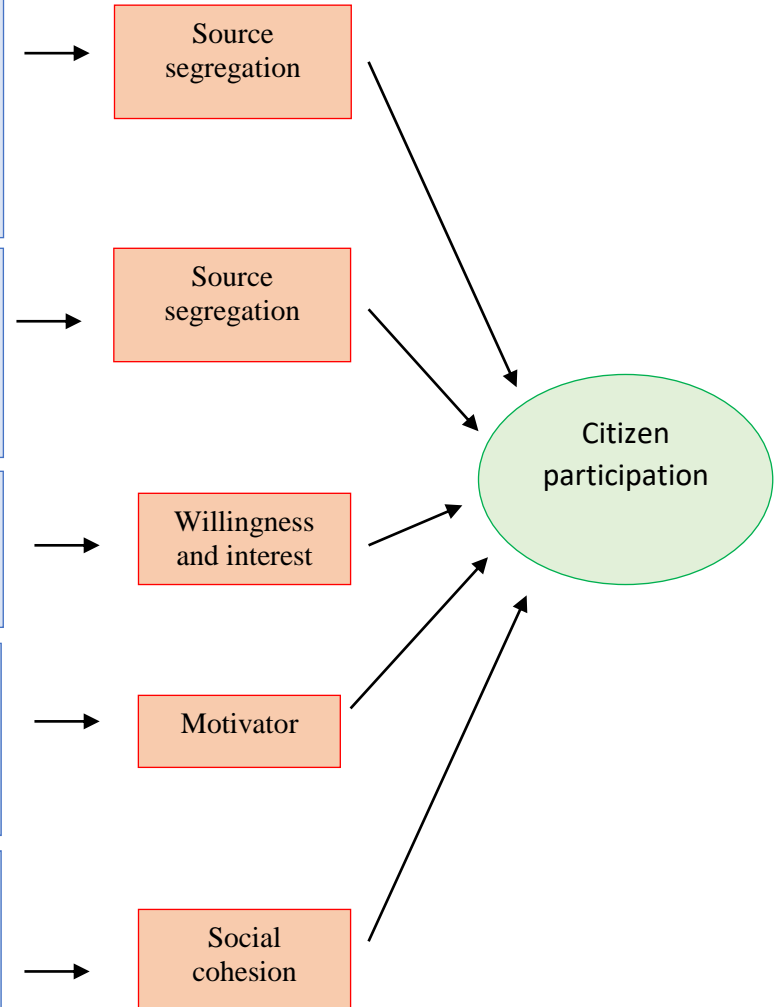 Source
segregation
Source
segregation
Citizen
participation
Willingness
and interest
Motivator
Social
cohesion